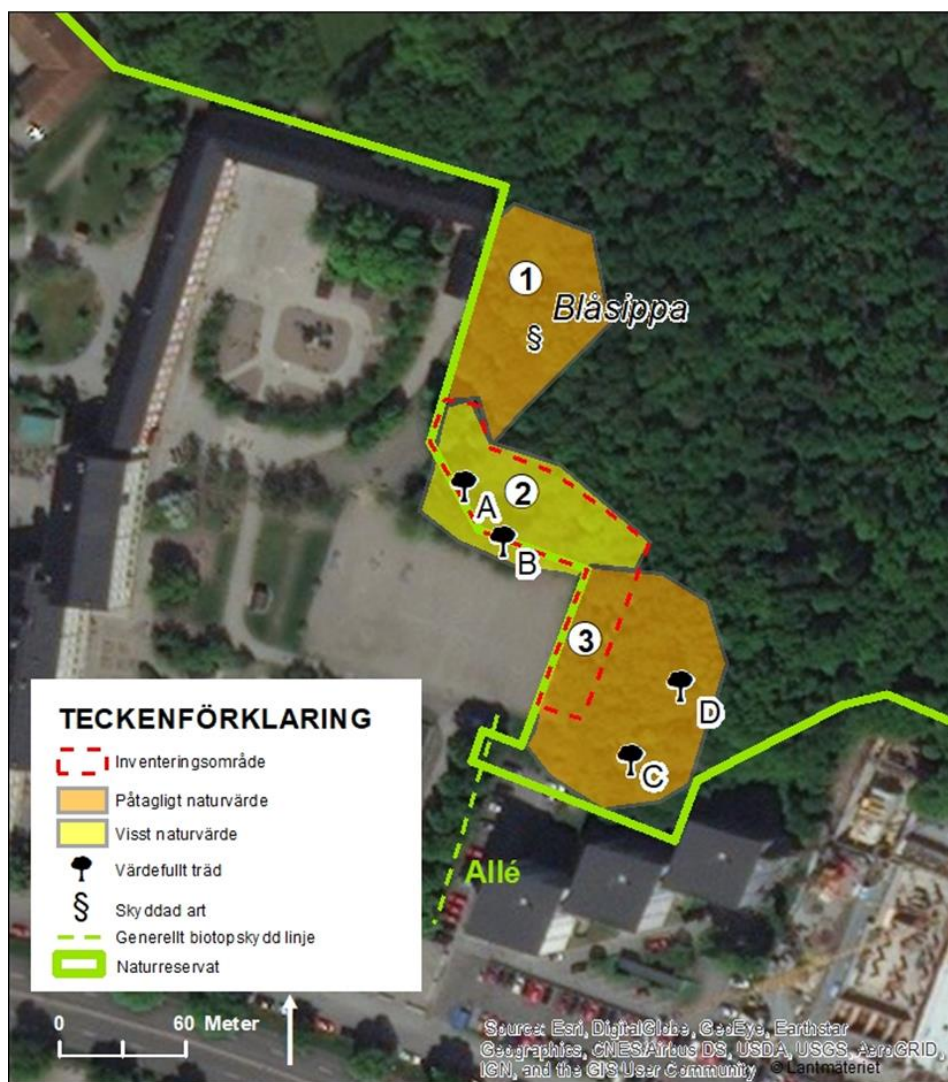 1
Blåsippa
§
2
A
B
3
D
C
TECKENFÖRKLARING
Inventeringsområde
Påtagligt naturvärde
Visst naturvärde
Värdefullt träd
§ Skyddad art
Generellt biotopskydd linje
Naturreservat
Allé
0 60 Meter
Source: Esri, DigitalGlobe, GeoEye, Earthstar
Geographics, CNES/Airbus DS, USDA, USGS, AeroGRID,
IGN, and the GIS User Community © Lantmäteriet